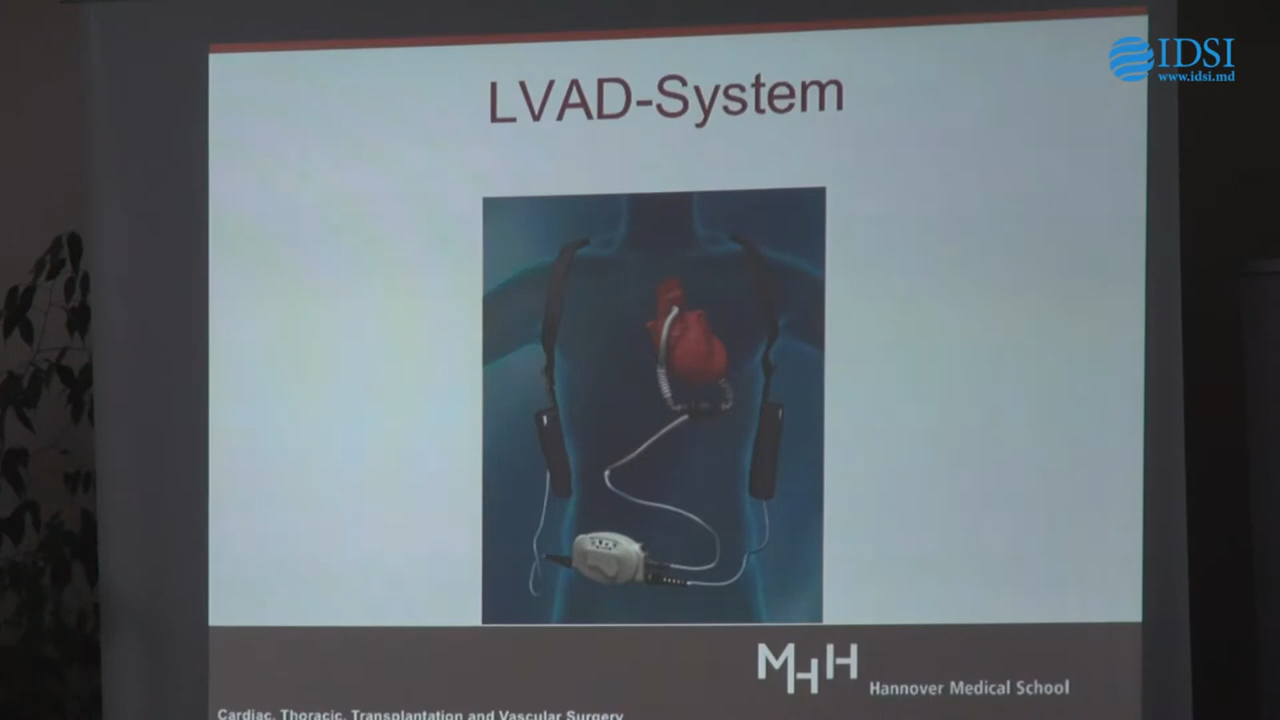 IDSI
www.idsi.md
LVAD-System
MHH
Hannover Medical School
Cardiac, Thoracic, Transplantation and Vascular Surgery